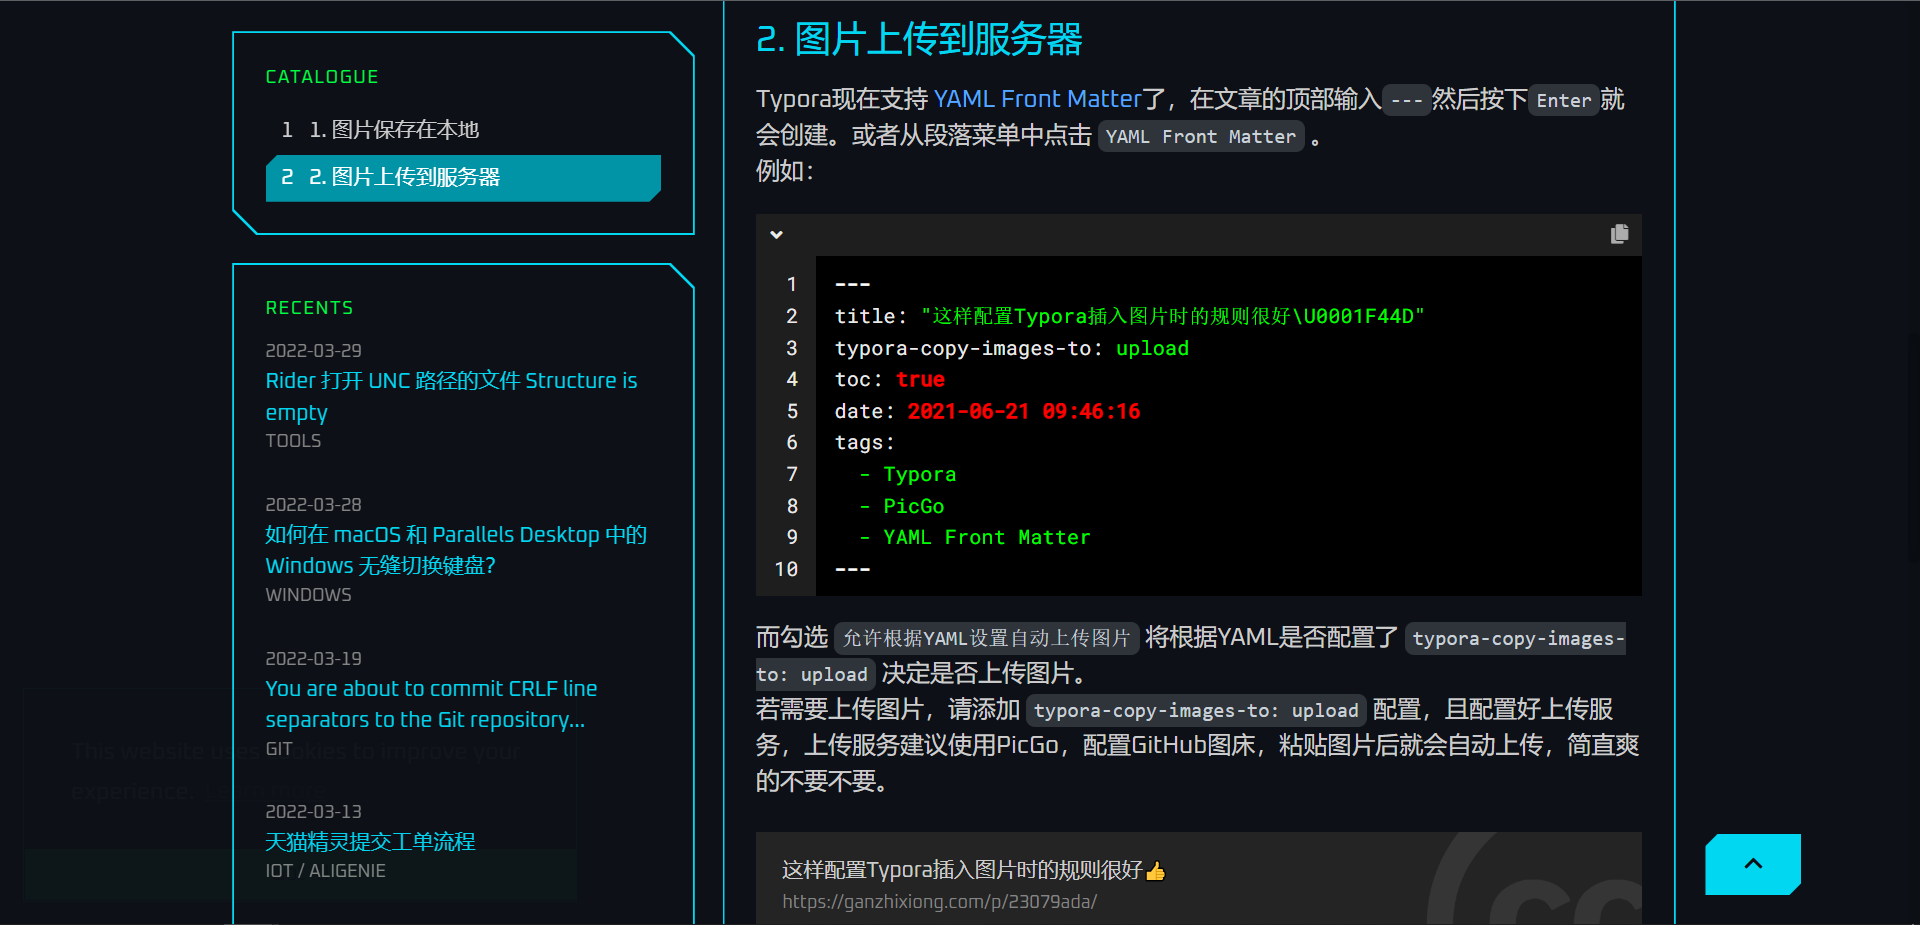 CATALOGUE
1 1. 图片保存在本地
2 2. 图片上传到服务器
RECENTS
2022-03-29
Rider 打开 UNC 路径的文件 Structure is
empty
TOOLS
2022-03-28
如何在 macOS 和 Parallels Desktop 中的
Windows 无缝切换键盘？
WINDOWS
2022-03-19
You are about to commit CRLF line
separators to the Git repository...
GIT
This website uses cookies to improve your
experience.
2022-03-13
天猫精灵提交工单流程
IOT / ALIGENIE
2. 图片上传到服务器
Typora现在支持 YAML Front Matter了，在文章的顶部输入 --- 然后按下 Enter 就
会创建。或者从段落菜单中点击 YAML Front Matter 。
例如：
1 ---
2 title: "这样配置Typora插入图片时的规则很好\U0001F44D"
3 typora-copy-images-to: upload
4 toc: true
5 date: 2021-06-21 09:46:16
6 tags:
7 - Typora
8 - PicGo
9 - YAML Front Matter
10 ---
而勾选 允许根据YAML设置自动上传图片 将根据YAML是否配置了 typora-copy-images-
to: upload 决定是否上传图片。
若需要上传图片，请添加 typora-copy-images-to: upload 配置，且配置好上传服
务，上传服务建议使用PicGo，配置GitHub图床，粘贴图片后就会自动上传，简直爽
的不要不要。
这样配置Typora插入图片时的规则很好👍
https://ganzhixiong.com/p/23079ada/
cc